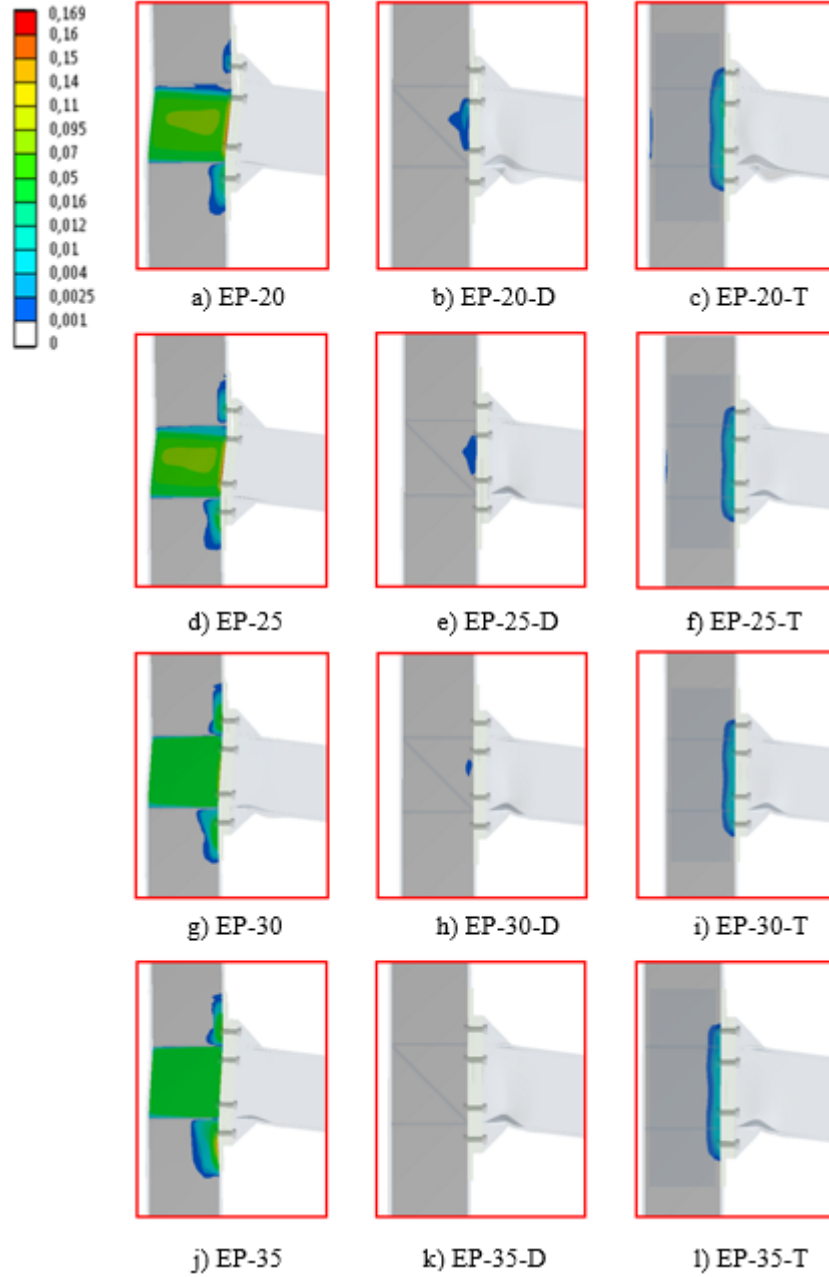 0,169
0,16
0,15
0,14
0,11
0,095
0,07
0,05
0,016
0,012
0,01
0,004
0,0025
0,001
0
a) EP-20
b) EP-20-D
c) EP-20-T
d) EP-25
e) EP-25-D
f) EP-25-T
g) EP-30
h) EP-30-D
i) EP-30-T
j) EP-35
k) EP-35-D
l) EP-35-T